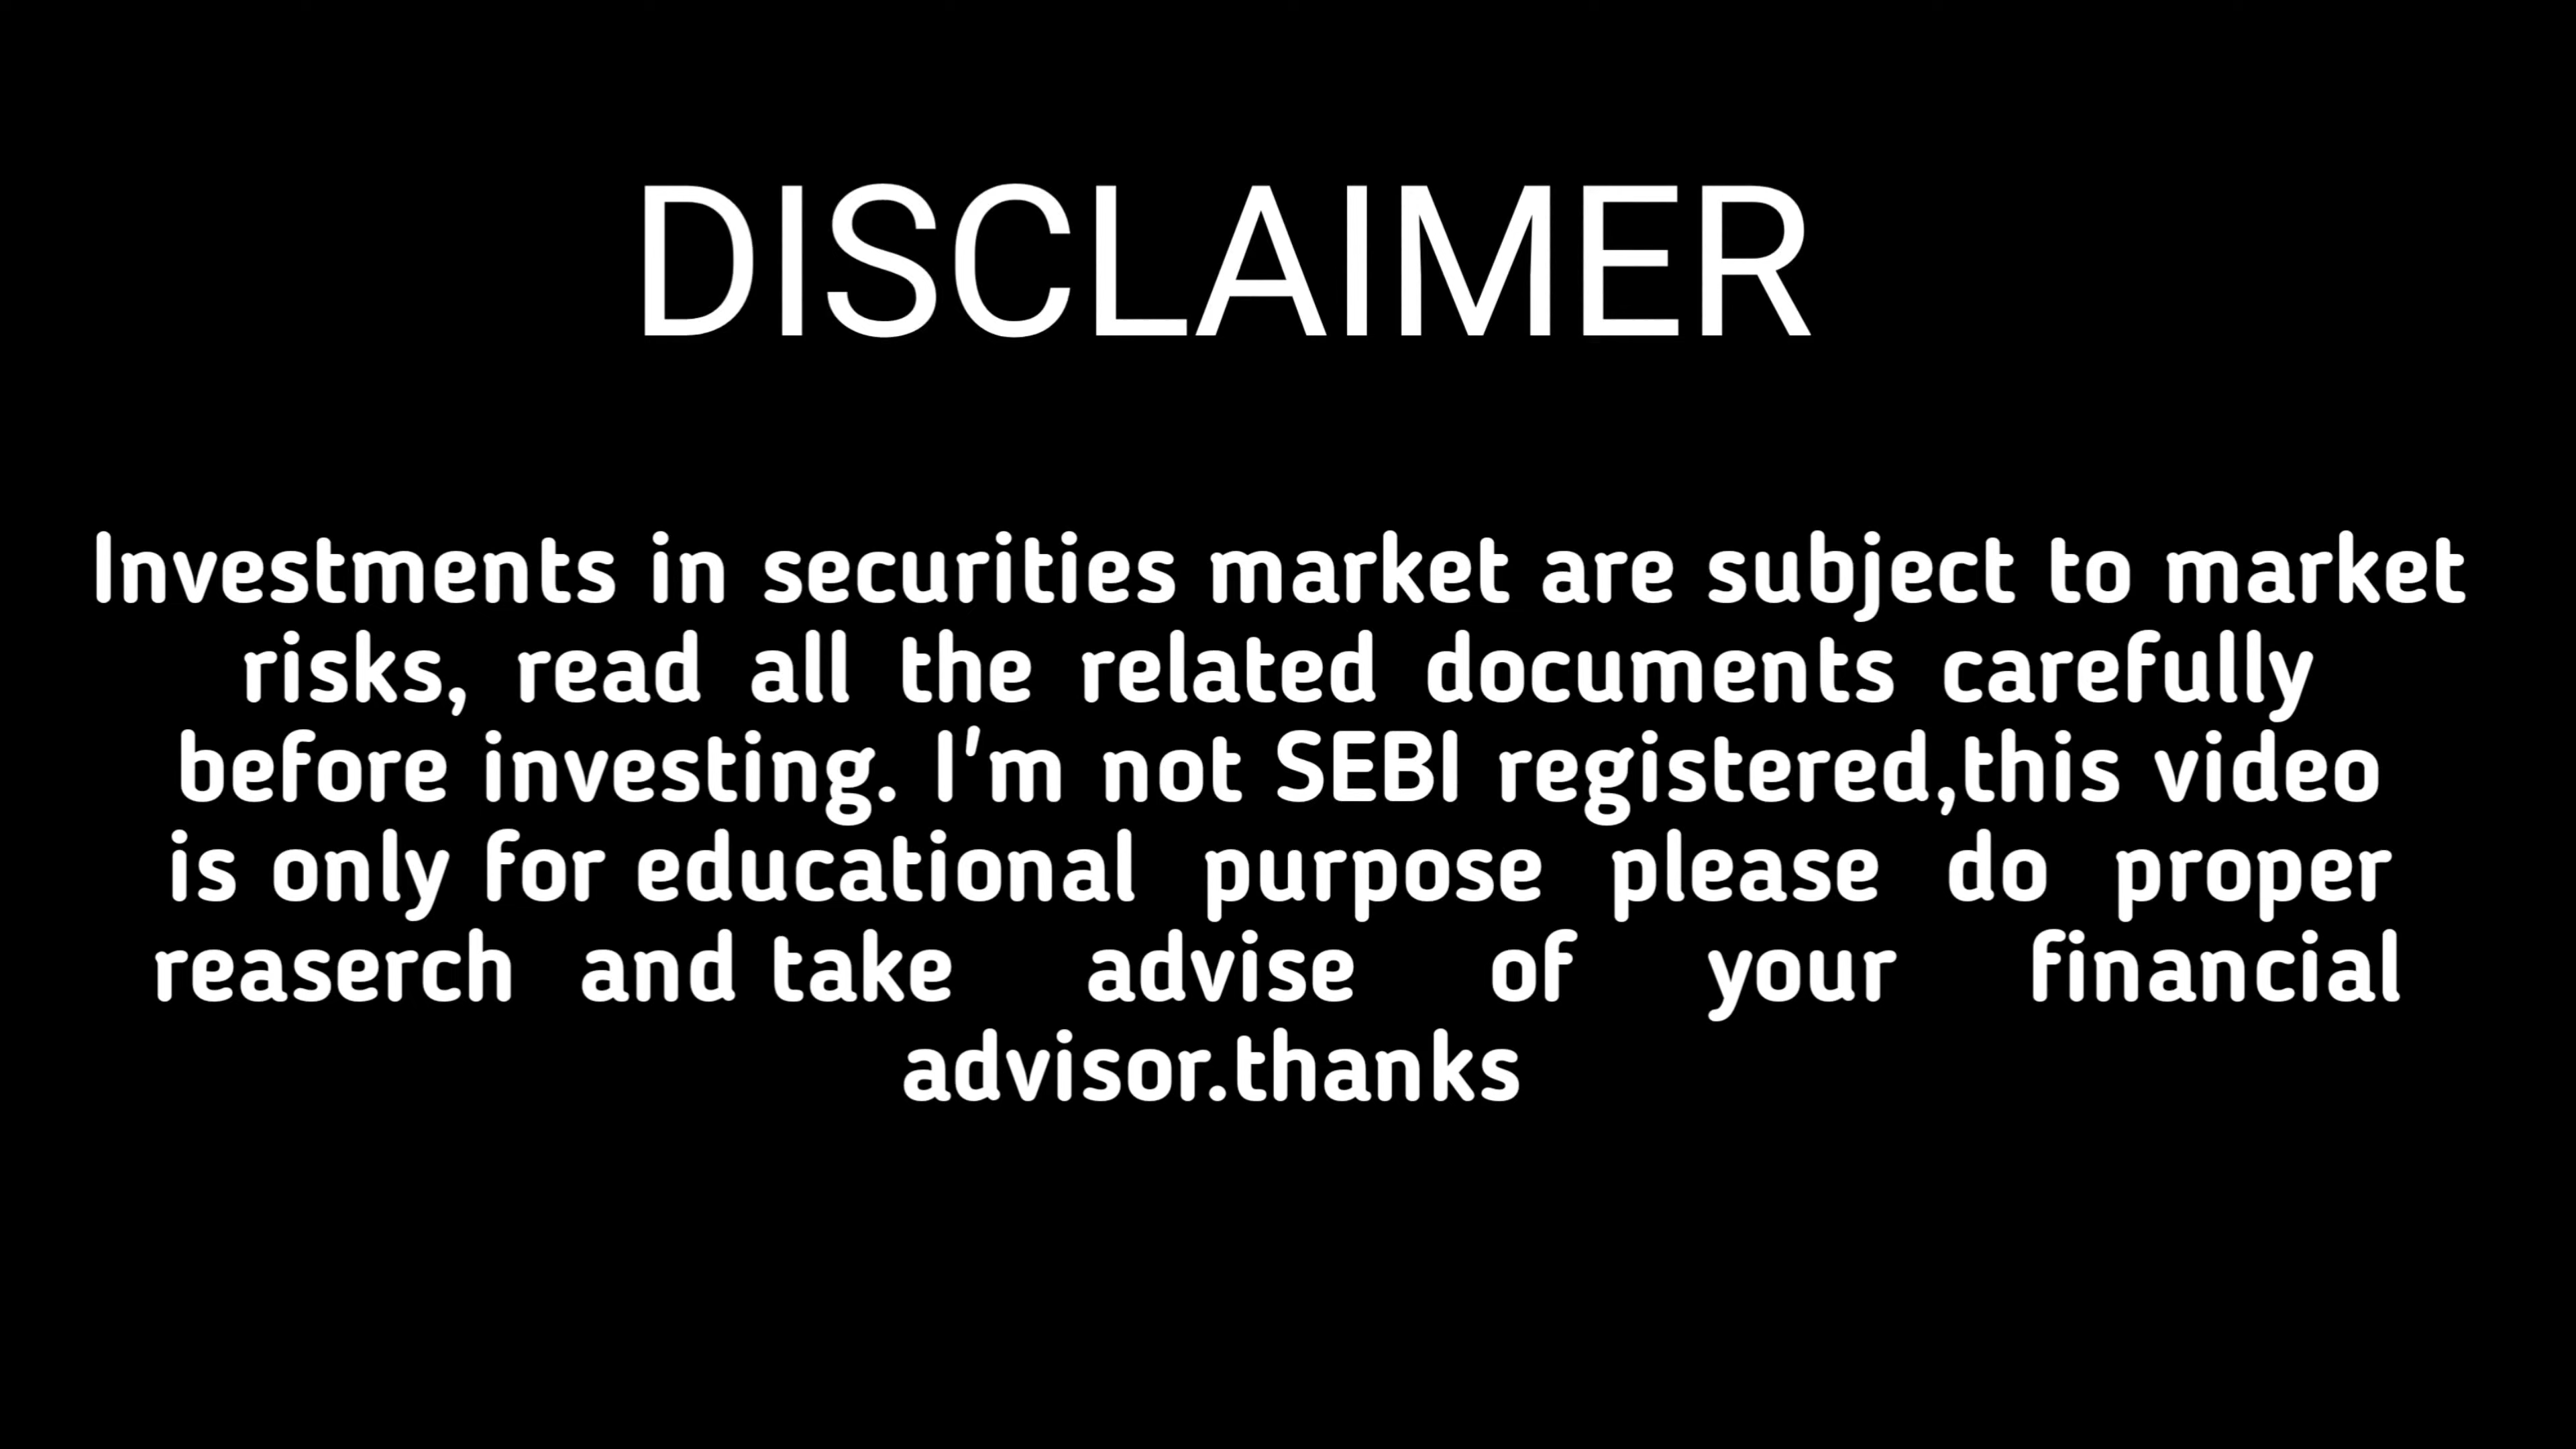 DISCLAIMER
Investments in securities market are subject to market
risks, read all the related documents carefully
before investing. I'm not SEBI registered,this video
is only for educational purpose please do proper
reaserch and take advise of your financial
advisor.thanks